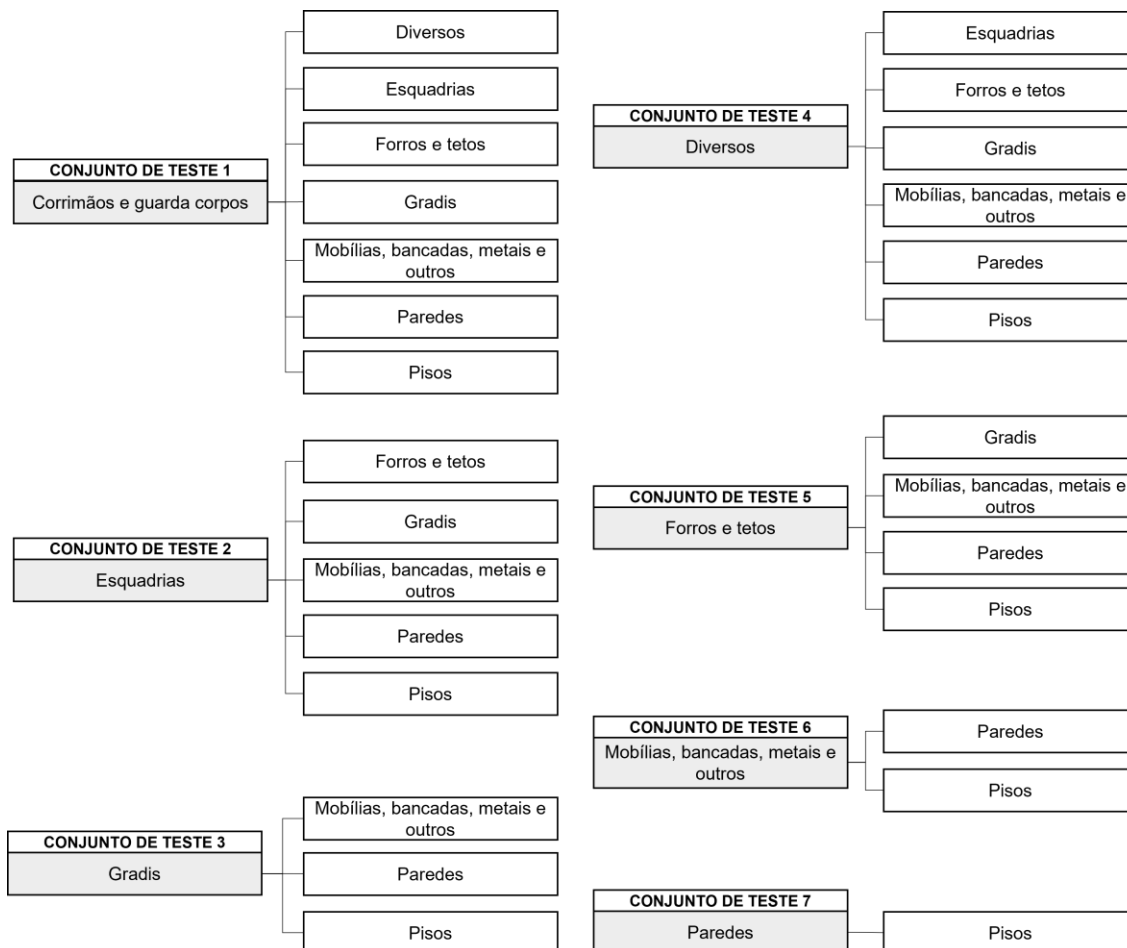 CONJUNTO DE TESTE 1
Corrimãos e guarda corpos
Diversos
Esquadrias
Forros e tetos
Gradis
Mobílias, bancadas, metais e
outros
Paredes
Pisos
CONJUNTO DE TESTE 2
Esquadrias
Forros e tetos
Gradis
Mobílias, bancadas, metais e
outros
Paredes
Pisos
CONJUNTO DE TESTE 3
Gradis
Mobílias, bancadas, metais e
outros
Paredes
Pisos
CONJUNTO DE TESTE 4
Diversos
Esquadrias
Forros e tetos
Gradis
Mobílias, bancadas, metais e
outros
Paredes
Pisos
CONJUNTO DE TESTE 5
Forros e tetos
Gradis
Mobílias, bancadas, metais e
outros
Paredes
Pisos
CONJUNTO DE TESTE 6
Mobílias, bancadas, metais e
outros
Paredes
Pisos
CONJUNTO DE TESTE 7
Paredes
Pisos